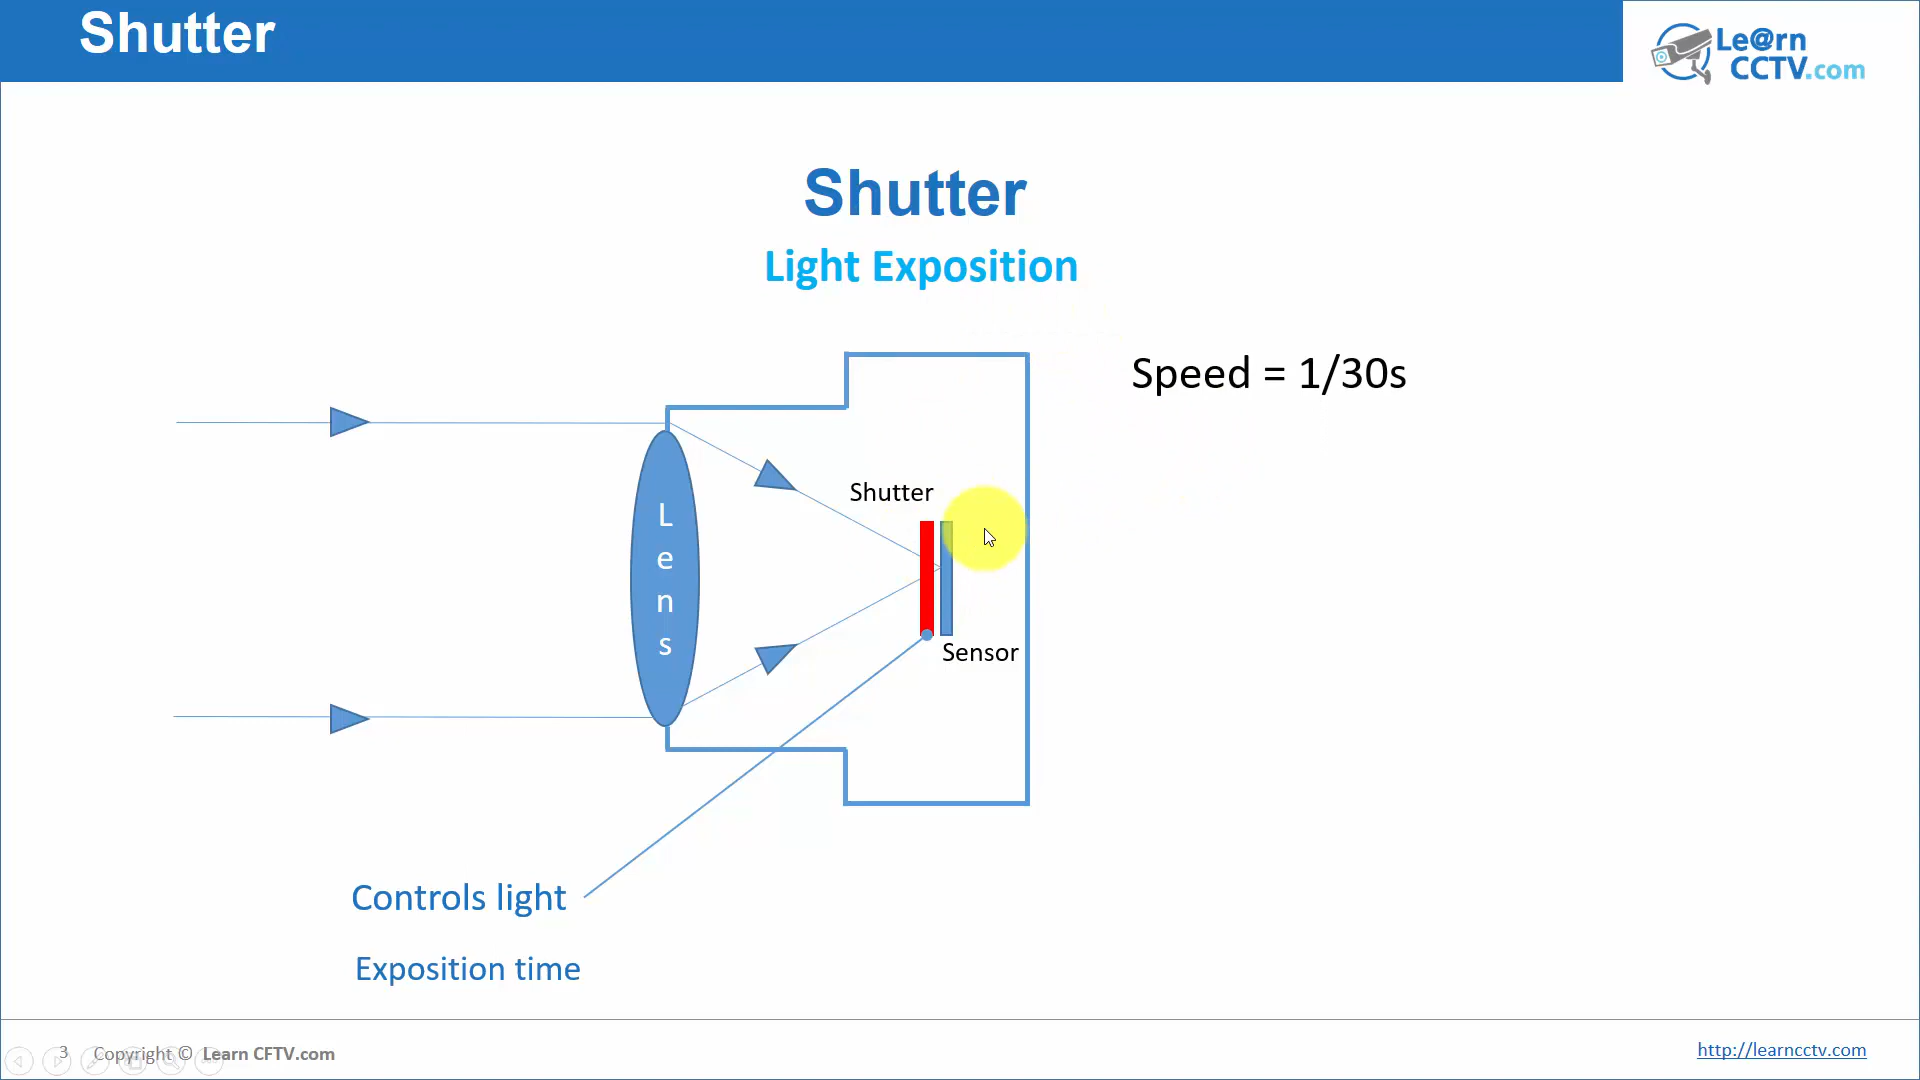 Shutter
Le@rn
CCTV.com
Shutter
Light Exposition
Speed = 1/30s
Shutter
L
e
n
s
Sensor
Controls light
Exposition time
3
Copyright © Learn CFTV.com
http://learncctv.com